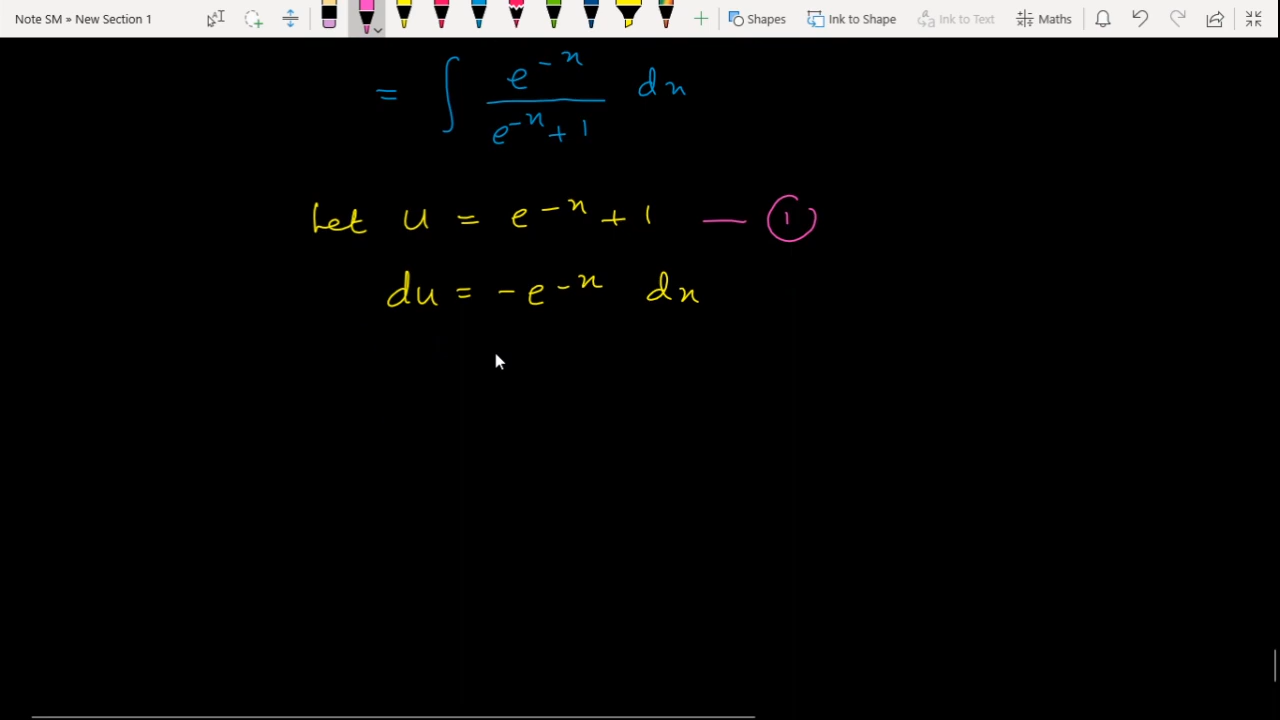 Note SM » New Section 1
Shapes
Ink to Shape
Ink to Text
Maths
= ∫ e^{-x} / (e^{-x} + 1) dx
Let u = e^{-x} + 1 — ①
du = -e^{-x} dx